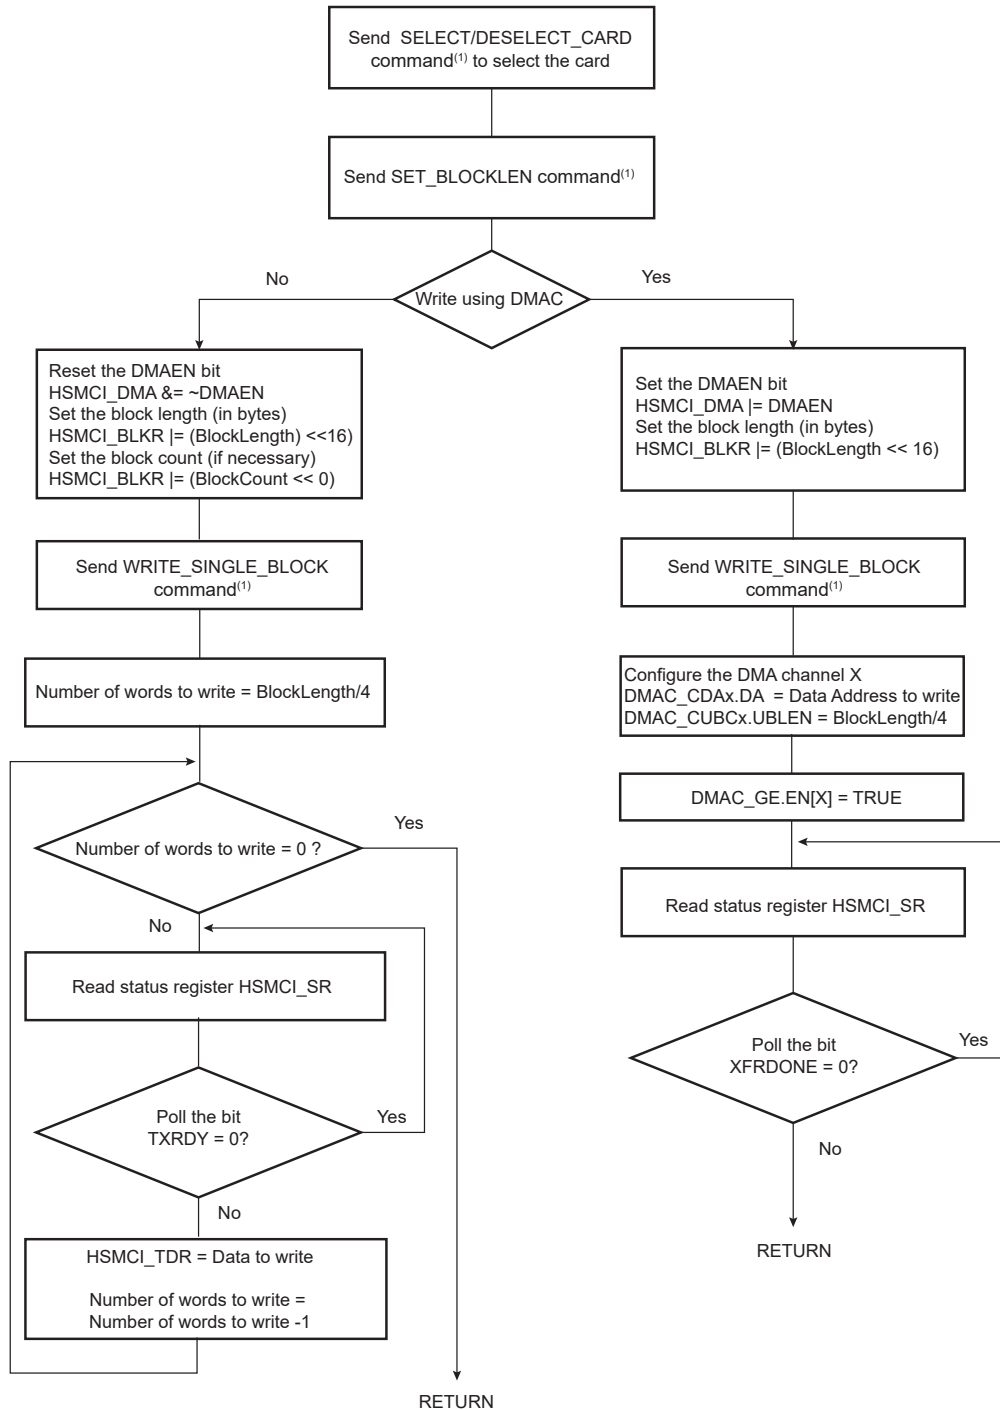 Send SELECT/DESELECT_CARD
command(1) to select the card
Send SET_BLOCKLEN command(1)
No
Yes
Write using DMAC
Reset the DMAEN bit
HSMCI_DMA &= ~DMAEN
Set the block length (in bytes)
HSMCI_BLKR |= (BlockLength) <<16)
Set the block count (if necessary)
HSMCI_BLKR |= (BlockCount << 0)
Send WRITE_SINGLE_BLOCK
command(1)
Number of words to write = BlockLength/4
Number of words to write = 0 ?
Yes
No
Read status register HSMCI_SR
Poll the bit
TXRDY = 0?
Yes
No
HSMCI_TDR = Data to write
Number of words to write =
Number of words to write -1
RETURN
Set the DMAEN bit
HSMCI_DMA |= DMAEN
Set the block length (in bytes)
HSMCI_BLKR |= (BlockLength << 16)
Send WRITE_SINGLE_BLOCK
command(1)
Configure the DMA channel X
DMAC_CDAx.DA = Data Address to write
DMAC_CUBCx.UBLEN = BlockLength/4
DMAC_GE.EN[X] = TRUE
Read status register HSMCI_SR
Poll the bit
XFRDONE = 0?
Yes
No
RETURN